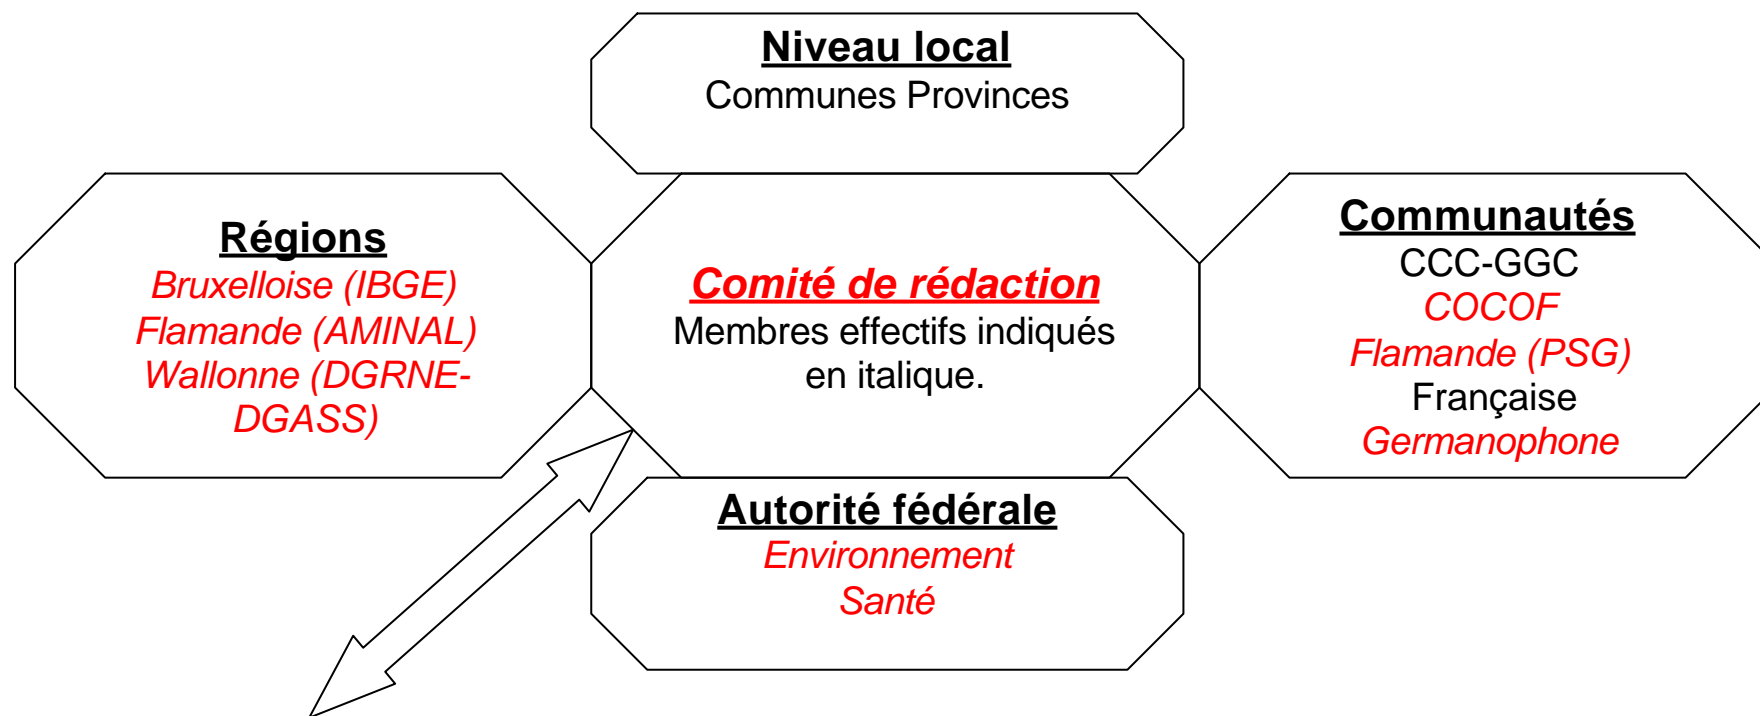 Niveau local
Communes Provinces
Régions
Bruxelloise (IBGE)
Flamande (AMINAL)
Wallonne (DGRNE-
DGASS)
Comité de rédaction
Membres effectifs indiqués
en italique.
Communautés
CCC-GGC
COCOF
Flamande (PSG)
Française
Germanophone
Autorité fédérale
Environnement
Santé